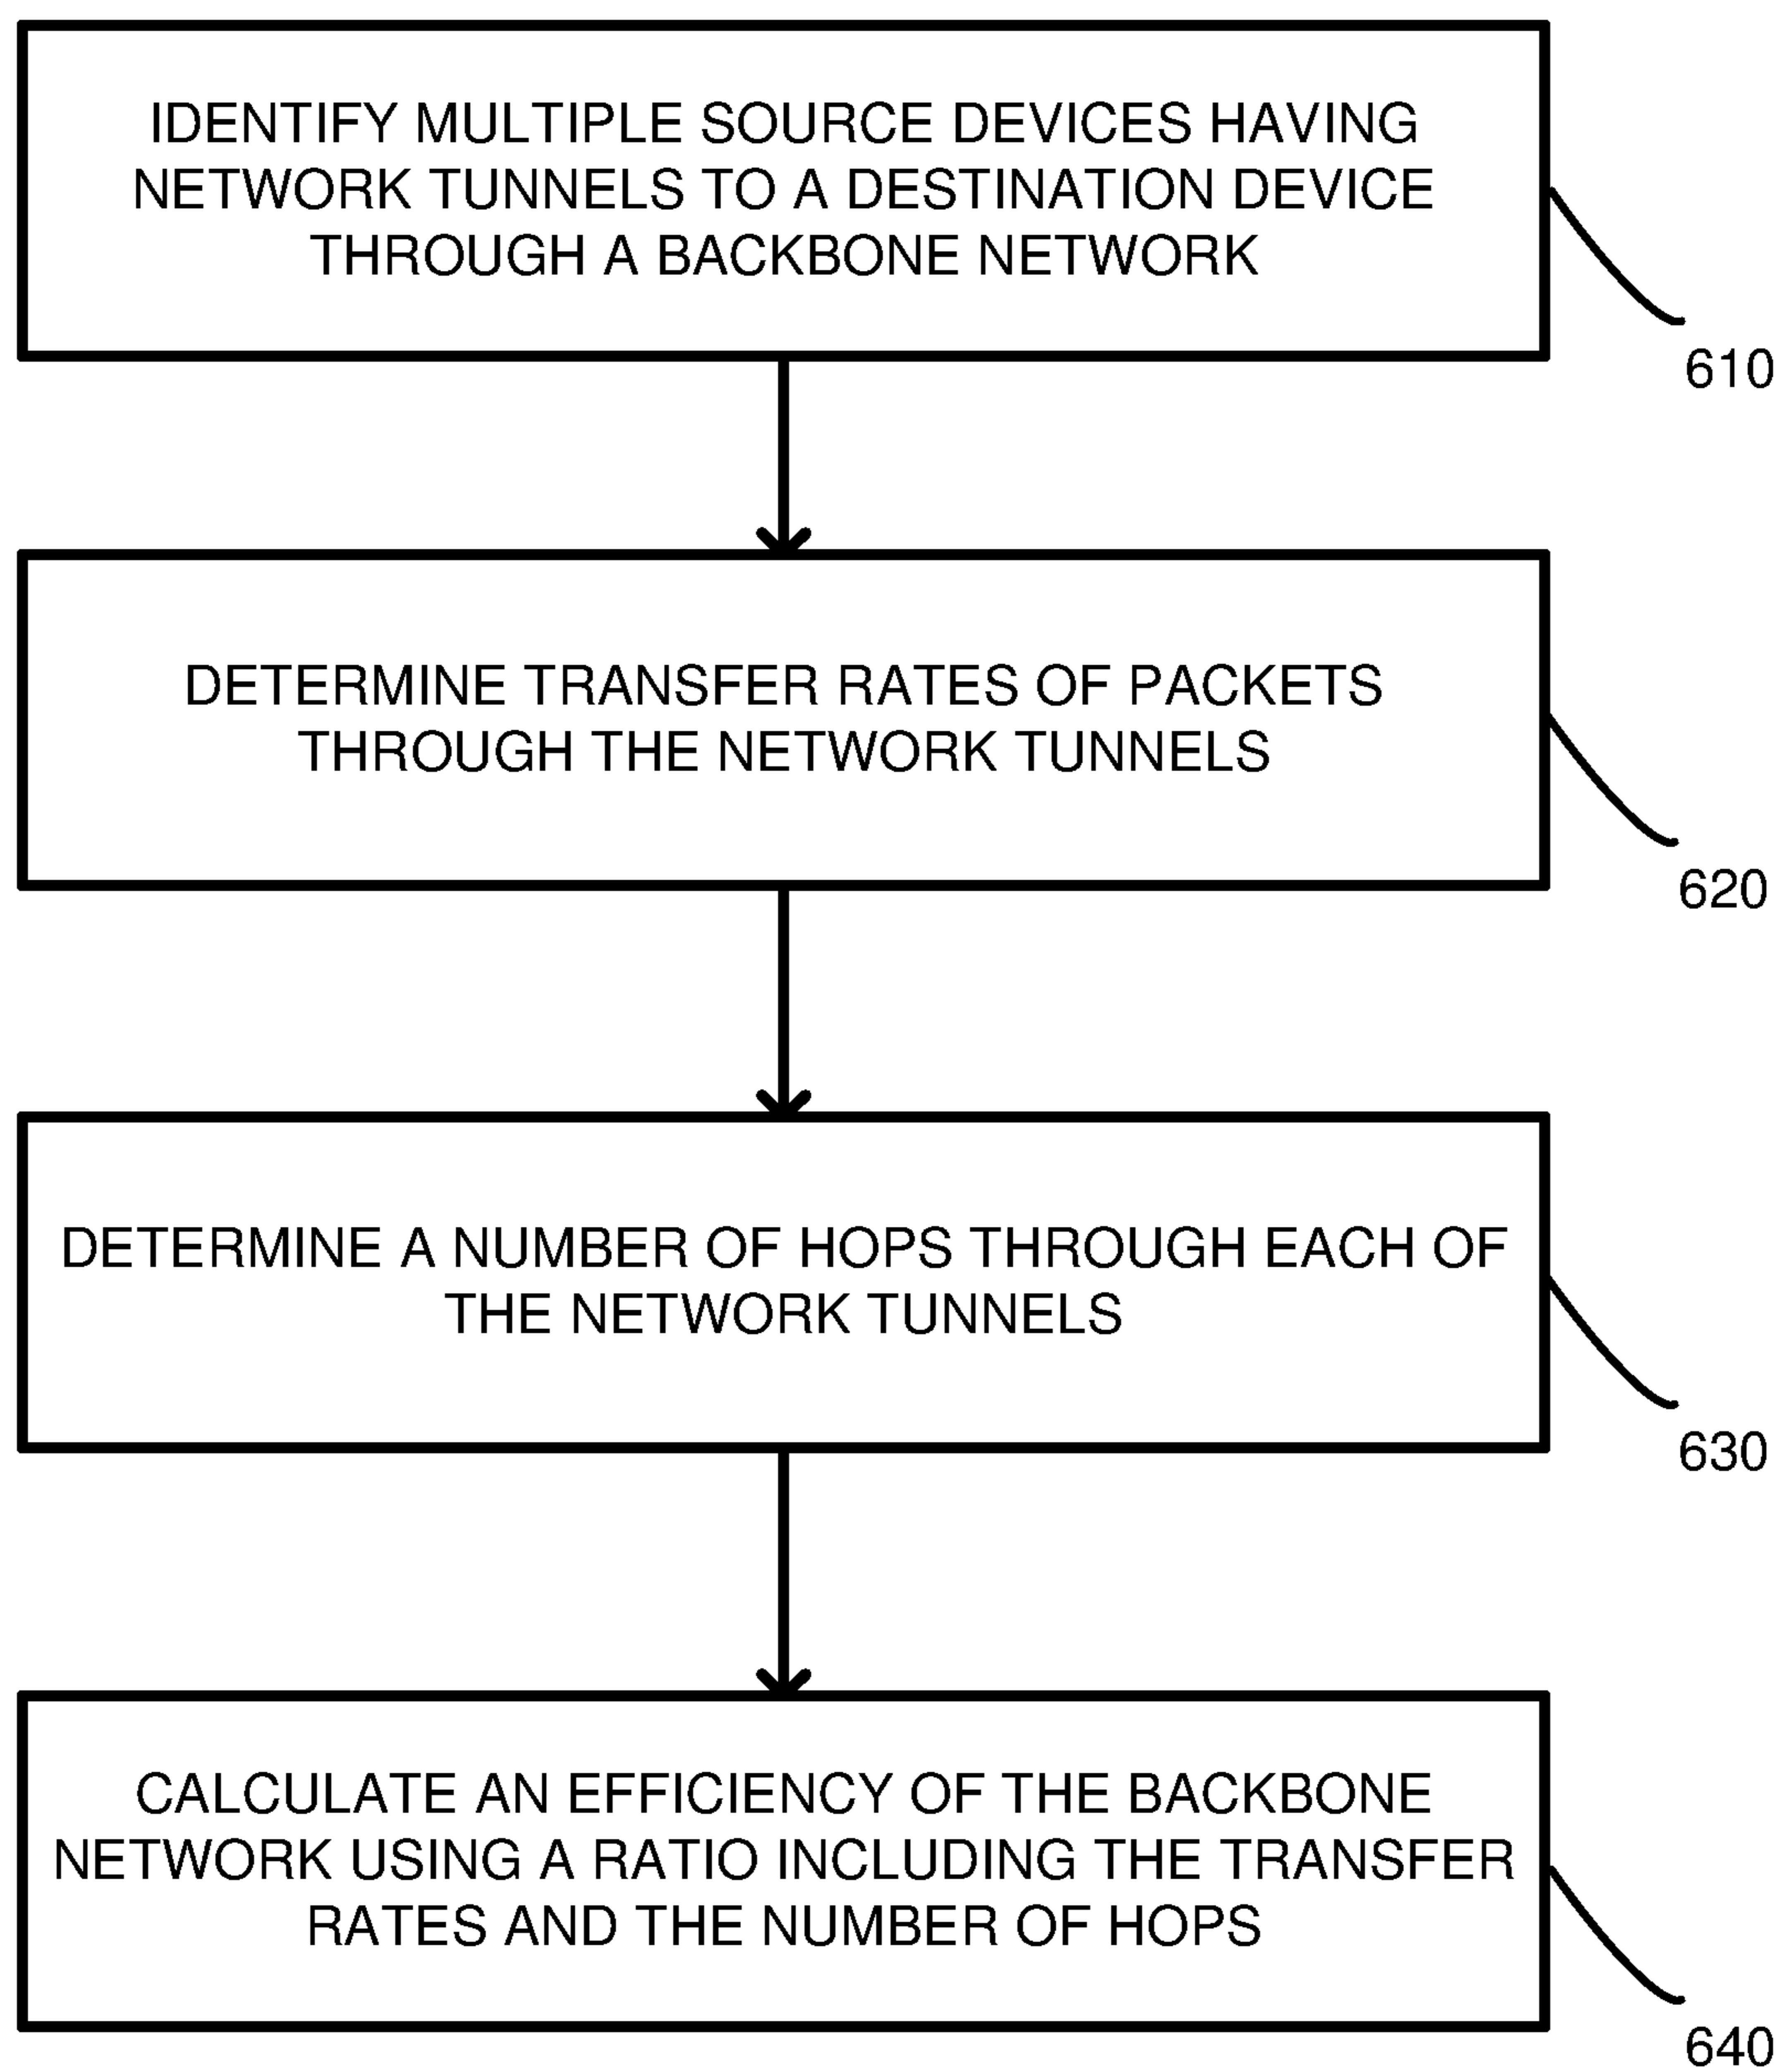 IDENTIFY MULTIPLE SOURCE DEVICES HAVING
NETWORK TUNNELS TO A DESTINATION DEVICE
THROUGH A BACKBONE NETWORK
610
DETERMINE TRANSFER RATES OF PACKETS
THROUGH THE NETWORK TUNNELS
620
DETERMINE A NUMBER OF HOPS THROUGH EACH OF
THE NETWORK TUNNELS
630
CALCULATE AN EFFICIENCY OF THE BACKBONE
NETWORK USING A RATIO INCLUDING THE TRANSFER
RATES AND THE NUMBER OF HOPS
640